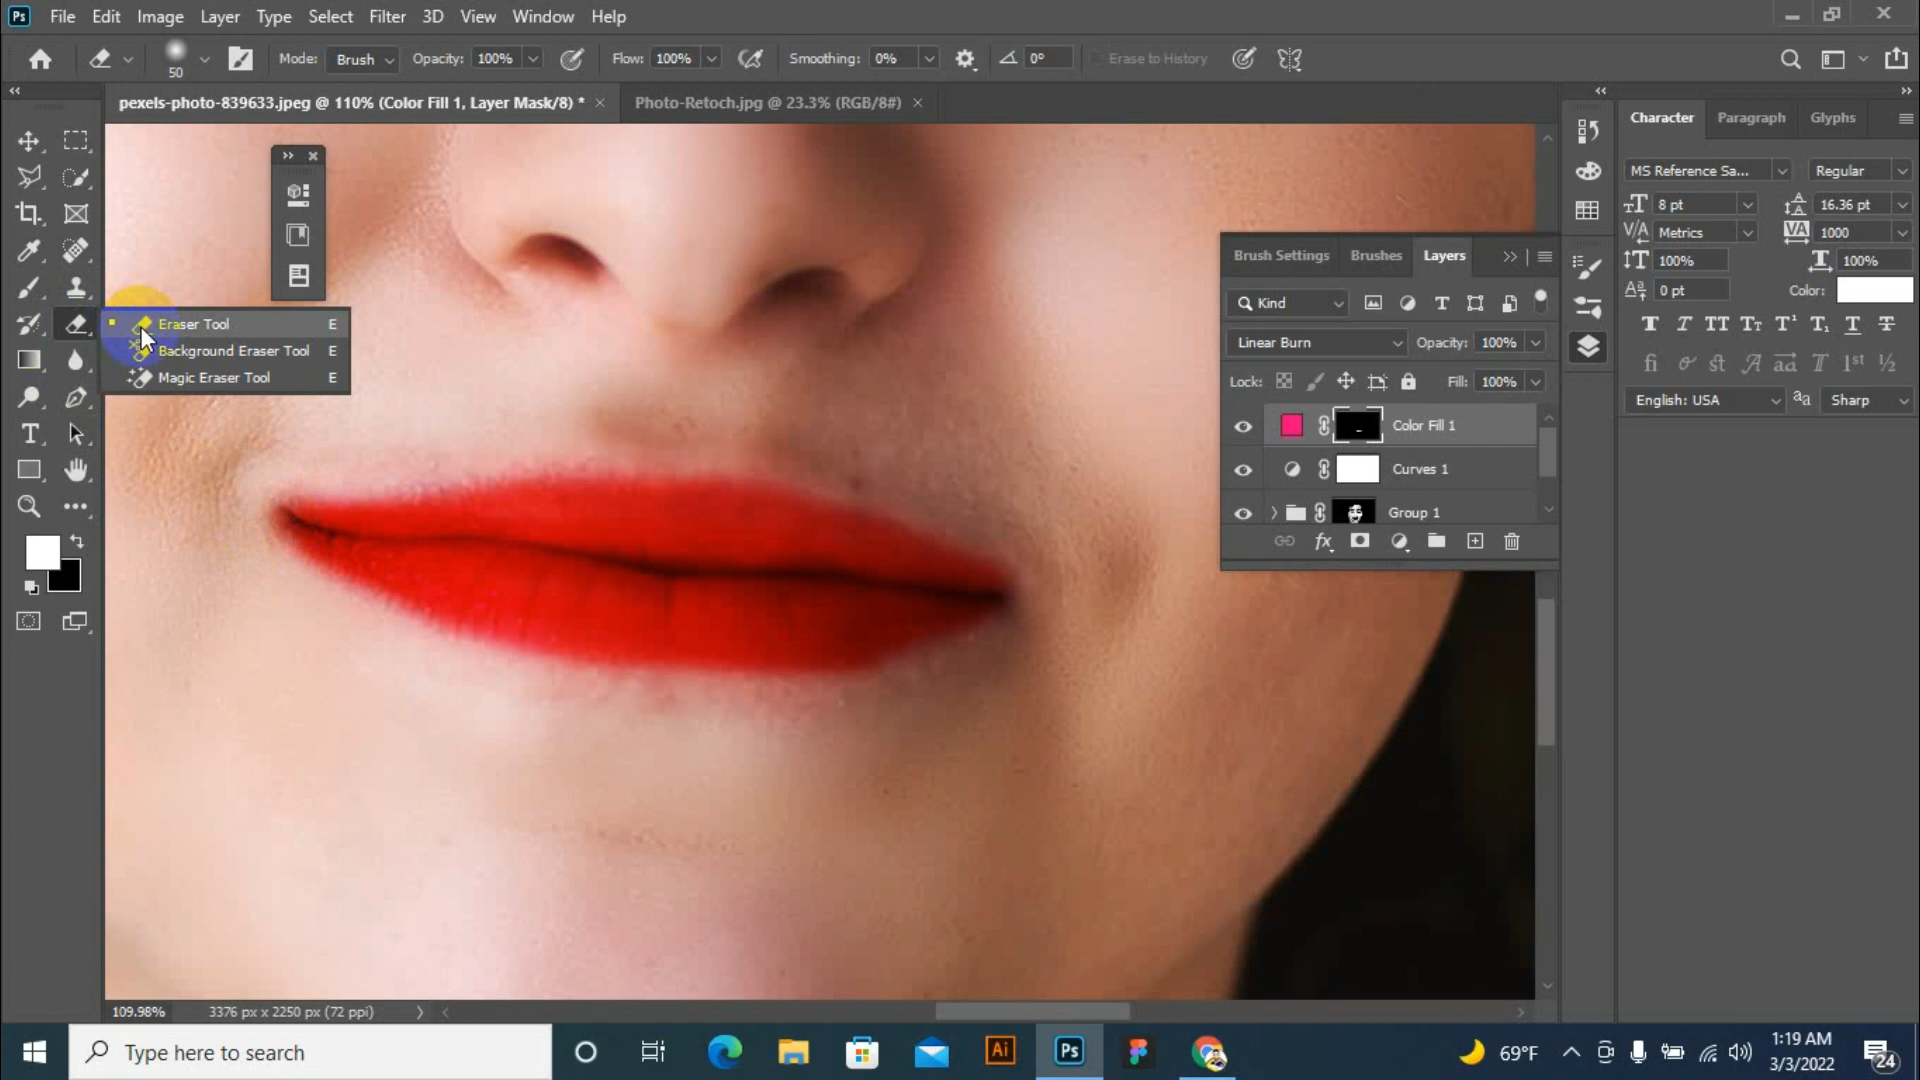 Ps File Edit Image Layer Type Select Filter 3D View Window Help
50 Mode: Brush Opacity: 100% Flow: 100% Smoothing: 0% 0° Erase to History
pexels-photo-839633.jpeg @ 110% (Color Fill 1, Layer Mask/8) * Photo-Retoch.jpg @ 23.3% (RGB/8#)
Character Paragraph Glyphs
MS Reference Sa... Regular
8 pt 16.36 pt
Metrics 1000
100% 100%
0 pt Color:
English: USA Sharp
Eraser Tool E
Background Eraser Tool E
Magic Eraser Tool E
Brush Settings Brushes Layers
Kind
Linear Burn Opacity: 100%
Lock: Fill: 100%
Color Fill 1
Curves 1
Group 1
109.98% 3376 px x 2250 px (72 ppi)
Type here to search
Ai Ps
69°F
1:19 AM
3/3/2022
24